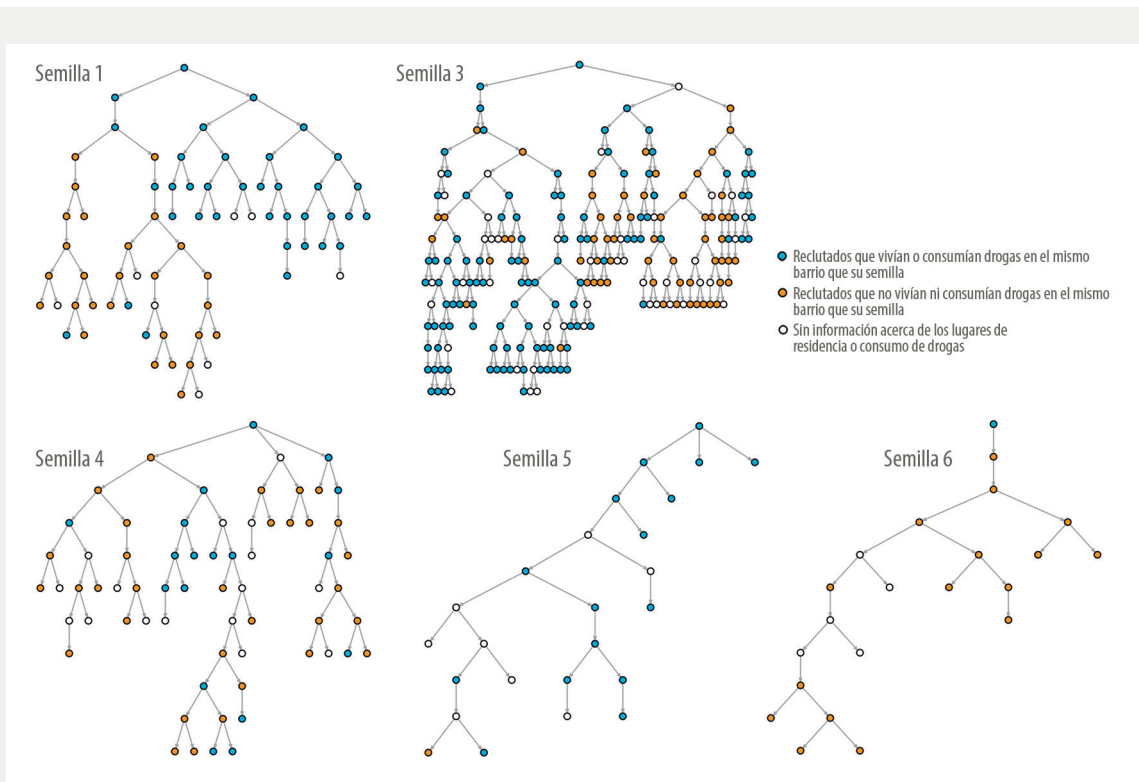 Semilla 1
Semilla 3
Reclutados que vivían o consumían drogas en el mismo
barrio que su semilla
Reclutados que no vivían ni consumían drogas en el mismo
barrio que su semilla
Sin información acerca de los lugares de
residencia o consumo de drogas
Semilla 4
Semilla 5
Semilla 6